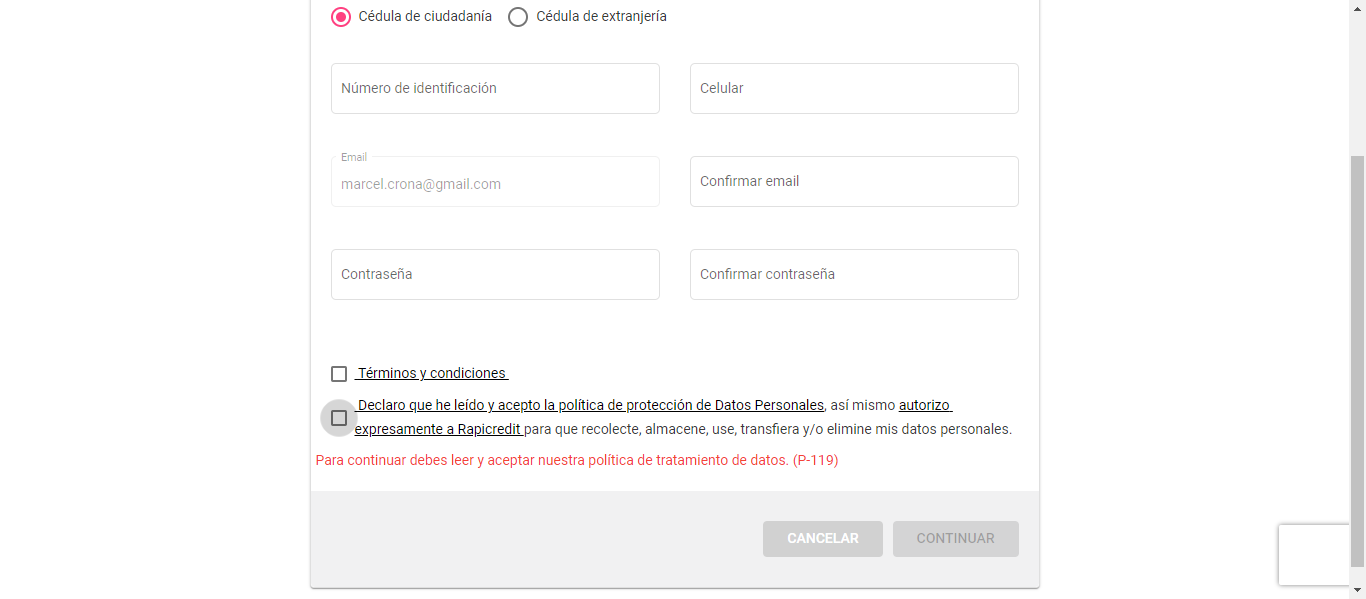 Cédula de ciudadanía Cédula de extranjería
Número de identificación Celular
Email
marcel.crona@gmail.com Confirmar email
Contraseña Confirmar contraseña
Términos y condiciones
Declaro que he leído y acepto la política de protección de Datos Personales, así mismo autorizo
expresamente a Rapicredit para que recolecte, almacene, use, transfiera y/o elimine mis datos personales.
Para continuar debes leer y aceptar nuestra política de tratamiento de datos. (P-119)
CANCELAR CONTINUAR